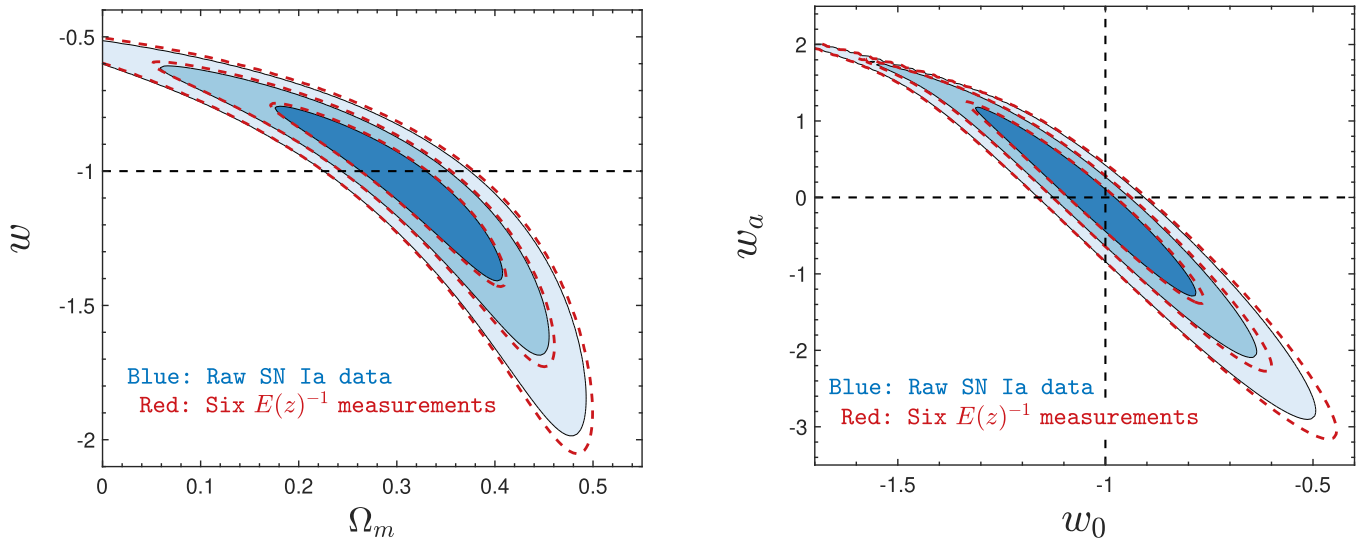 -0.5
-1
-1.5
-2
w
0 0.1 0.2 0.3 0.4 0.5
Ω_m
Blue: Raw SN Ia data
Red: Six E(z)⁻¹ measurements
2
1
0
-1
-2
-3
w_a
-1.5 -1 -0.5
w_0
Blue: Raw SN Ia data
Red: Six E(z)⁻¹ measurements